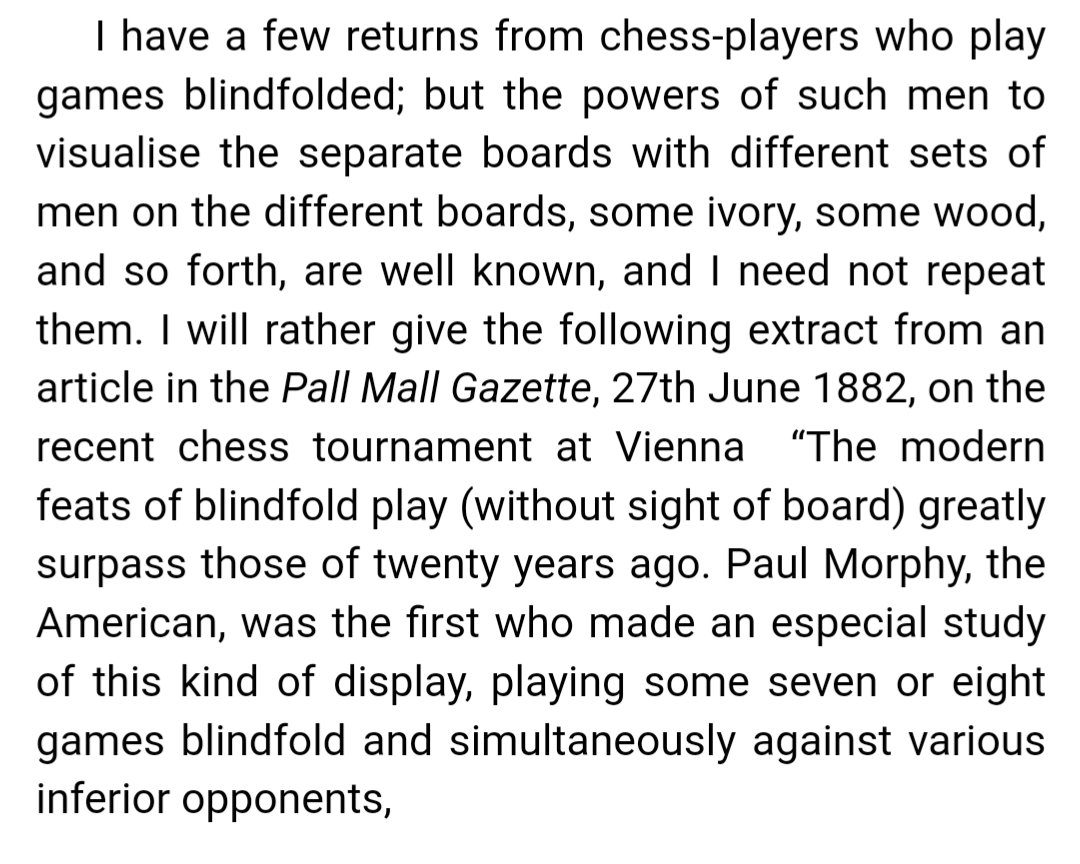 I have a few returns from chess-players who play
games blindfolded; but the powers of such men to
visualise the separate boards with different sets of
men on the different boards, some ivory, some wood,
and so forth, are well known, and I need not repeat
them. I will rather give the following extract from an
article in the Pall Mall Gazette, 27th June 1882, on the
recent chess tournament at Vienna “The modern
feats of blindfold play (without sight of board) greatly
surpass those of twenty years ago. Paul Morphy, the
American, was the first who made an especial study
of this kind of display, playing some seven or eight
games blindfold and simultaneously against various
inferior opponents,